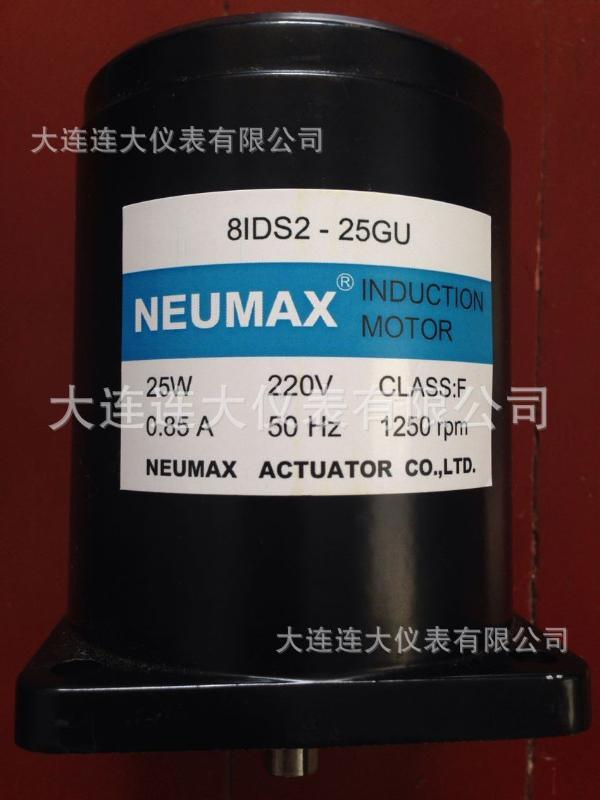 大连连大仪表有限公司
8IDS2 - 25GU
NEUMAX® INDUCTION MOTOR
25W 220V CLASS:F
大连连大仪表有限公司
0.85 A 50 Hz 1250 rpm
NEUMAX ACTUATOR CO.,LTD.
大连连大仪表有限公司